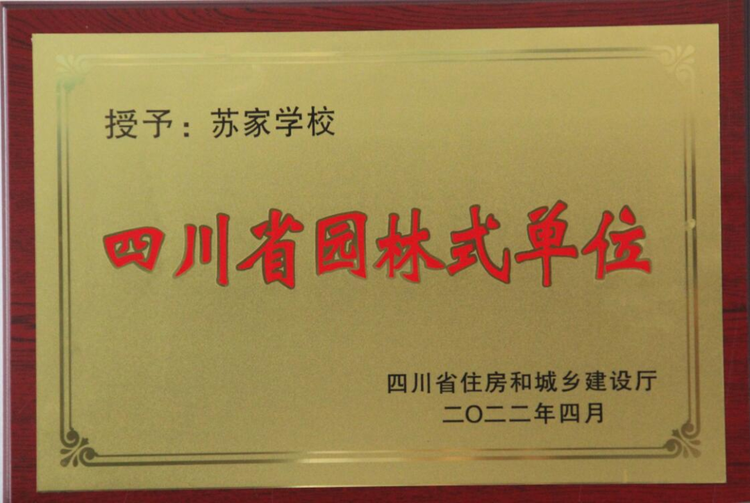 授予：苏家学校
四川省园林式单位
四川省住房和城乡建设厅
二〇二二年四月